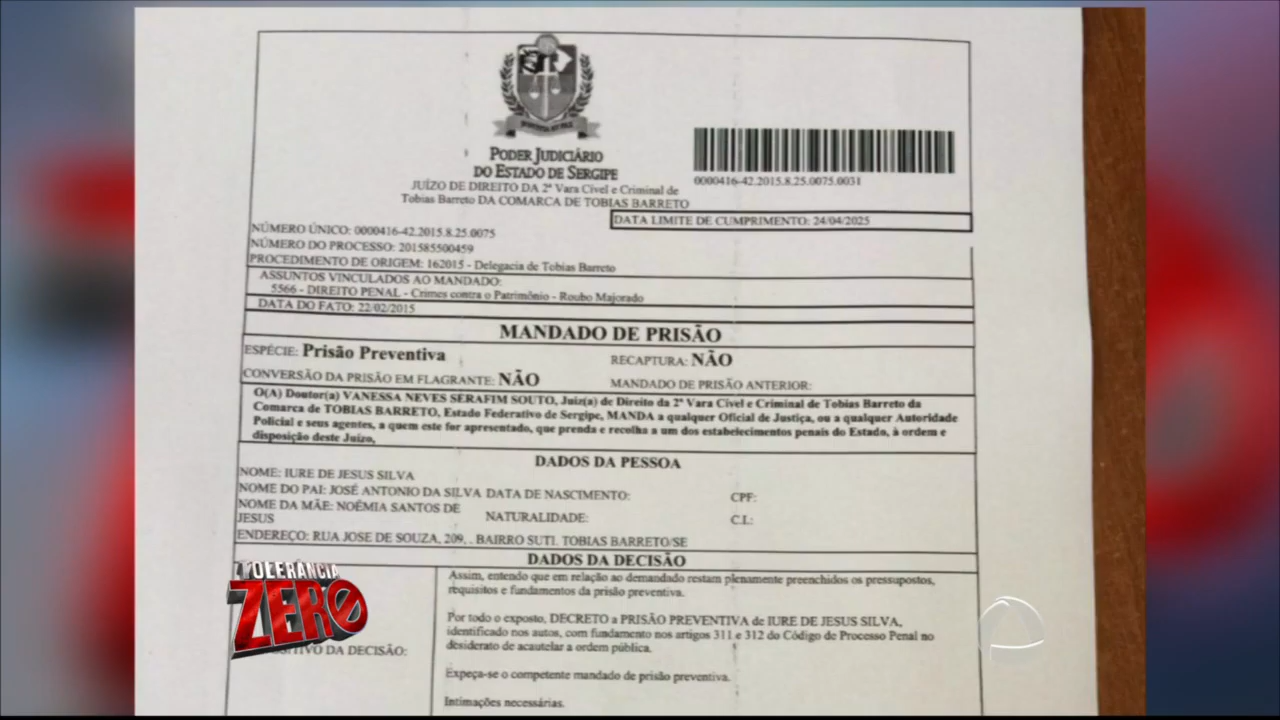 PODER JUDICIÁRIO
DO ESTADO DE SERGIPE
JUÍZO DE DIREITO DA 2ª Vara Cível e Criminal de
Tobias Barreto DA COMARCA DE TOBIAS BARRETO
0000416-42.2015.8.25.0075.0031
DATA LIMITE DE CUMPRIMENTO: 24/04/2025
NÚMERO ÚNICO: 0000416-42.2015.8.25.0075
NÚMERO DO PROCESSO: 201585500459
PROCEDIMENTO DE ORIGEM: 162015 - Delegacia de Tobias Barreto
ASSUNTOS VINCULADOS AO MANDADO:
5566 - DIREITO PENAL - Crimes contra o Patrimônio - Roubo Majorado
DATA DO FATO: 22/02/2015
MANDADO DE PRISÃO
ESPÉCIE: Prisão Preventiva RECAPTURA: NÃO
CONVERSÃO DA PRISÃO EM FLAGRANTE: NÃO MANDADO DE PRISÃO ANTERIOR:
O(A) Doutor(a) VANESSA NEVES SERAFIM SOUTO, Juiz(a) de Direito da 2ª Vara Cível e Criminal de Tobias Barreto da
Comarca de TOBIAS BARRETO, Estado Federativo de Sergipe, MANDA a qualquer Oficial de Justiça, ou a qualquer Autoridade
Policial e seus agentes, a quem este for apresentado, que prenda e recolha a um dos estabelecimentos penais do Estado, à ordem e
disposição deste Juízo,
DADOS DA PESSOA
NOME: IURE DE JESUS SILVA
NOME DO PAI: JOSÉ ANTONIO DA SILVA DATA DE NASCIMENTO: CPF:
NOME DA MÃE: NOÊMIA SANTOS DE
JESUS NATURALIDADE: C.I.:
ENDEREÇO: RUA JOSE DE SOUZA, 209, . BAIRRO SUTI. TOBIAS BARRETO/SE
DADOS DA DECISÃO
Assim, entendo que em relação ao demandado restam plenamente preenchidos os pressupostos,
requisitos e fundamentos da prisão preventiva.
Por todo o exposto, DECRETO a PRISÃO PREVENTIVA de IURE DE JESUS SILVA,
identificado nos autos, com fundamento nos artigos 311 e 312 do Código de Processo Penal no
desiderato de acautelar a ordem pública.
DA DECISÃO:
Expeça-se o competente mandado de prisão preventiva.
Intimações necessárias.
TOLERÂNCIA
ZERO